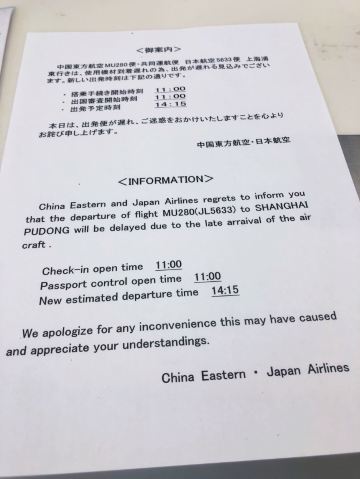 ＜御案内＞
中国東方航空MU280便・共同運航便 日本航空5633便 上海浦
東行きは、使用機材到着遅れの為、出発が遅れる見込みでござい
ます。新しい出発時刻は下記の通りです。
・搭乗手続き開始時刻 11:00
・出国審査開始時刻 11:00
・出発予定時刻 14:15
本日は、出発便が遅れ、ご迷惑をおかけいたしますことを心より
お詫び申し上げます。
中国東方航空・日本航空
＜INFORMATION＞
China Eastern and Japan Airlines regrets to inform you
that the departure of flight MU280(JL5633) to SHANGHAI
PUDONG will be delayed due to the late arraival of the air
craft .
Check-in open time 11:00
Passport control open time 11:00
New estimated departure time 14:15
We apologize for any inconvenience this may have caused
and appreciate your understandings.
China Eastern ・ Japan Airlines